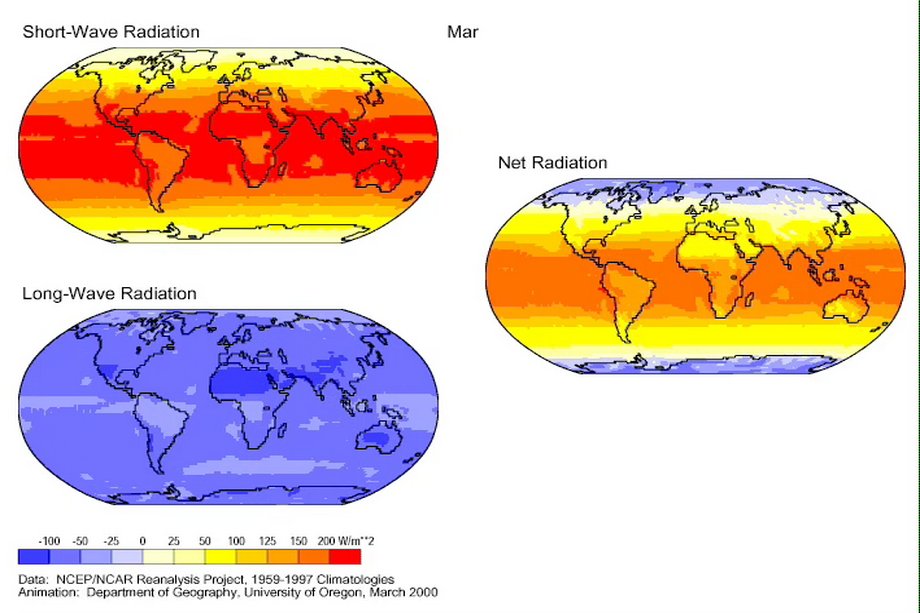 Short-Wave Radiation
Mar
Net Radiation
Long-Wave Radiation
-100 -50 -25 0 25 50 100 125 150 200 W/m**2
Data:  NCEP/NCAR Reanalysis Project, 1959-1997 Climatologies
Animation:  Department of Geography, University of Oregon, March 2000